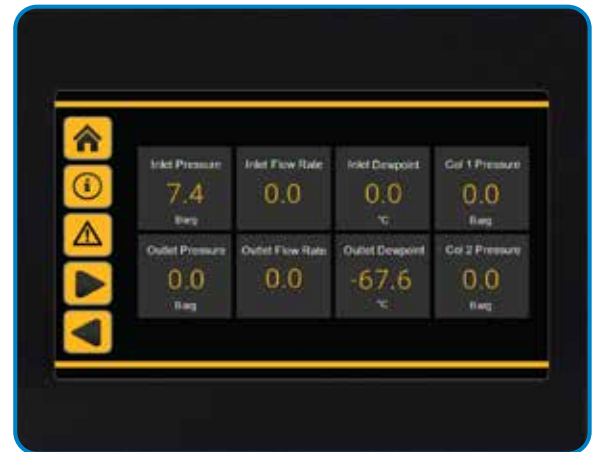 Inlet Pressure Inlet Flow Rate Inlet Dewpoint Col 1 Pressure
7.4 0.0 0.0 0.0
Barg °C Barg
Outlet Pressure Outlet Flow Rate Outlet Dewpoint Col 2 Pressure
0.0 0.0 -67.6 0.0
Barg °C Barg